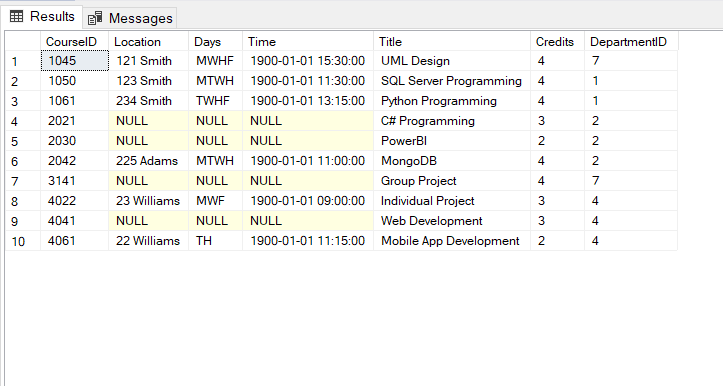 Results Messages
CourseID Location Days Time Title Credits DepartmentID
1 1045 121 Smith MWHF 1900-01-01 15:30:00 UML Design 4 7
2 1050 123 Smith MTWH 1900-01-01 11:30:00 SQL Server Programming 4 1
3 1061 234 Smith TWHF 1900-01-01 13:15:00 Python Programming 4 1
4 2021 NULL NULL NULL C# Programming 3 2
5 2030 NULL NULL NULL PowerBI 2 2
6 2042 225 Adams MTWH 1900-01-01 11:00:00 MongoDB 4 2
7 3141 NULL NULL NULL Group Project 4 7
8 4022 23 Williams MWF 1900-01-01 09:00:00 Individual Project 3 4
9 4041 NULL NULL NULL Web Development 3 4
10 4061 22 Williams TH 1900-01-01 11:15:00 Mobile App Development 2 4